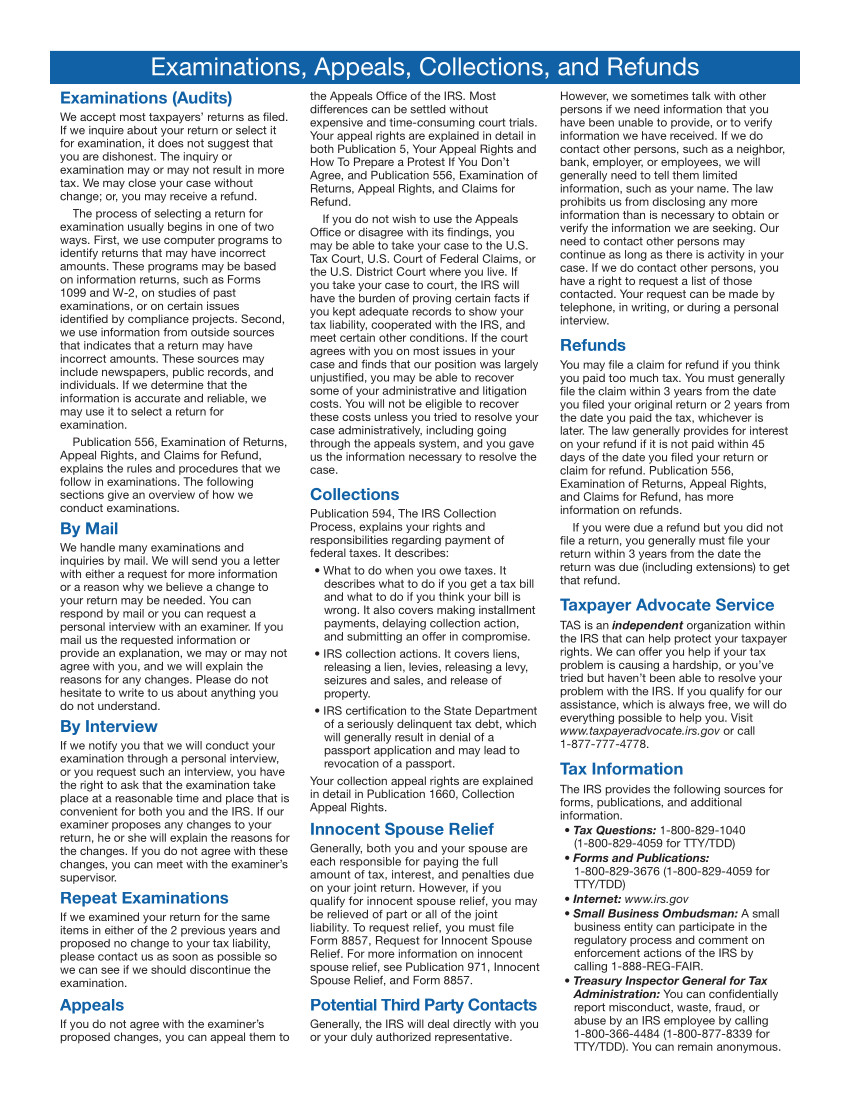 Examinations, Appeals, Collections, and Refunds
Examinations (Audits)
We accept most taxpayers' returns as filed.
If we inquire about your return or select it
for examination, it does not suggest that
you are dishonest. The inquiry or
examination may or may not result in more
tax. We may close your case without
change; or, you may receive a refund.
The process of selecting a return for
examination usually begins in one of two
ways. First, we use computer programs to
identify returns that may have incorrect
amounts. These programs may be based
on information returns, such as Forms
1099 and W-2, on studies of past
examinations, or on certain issues
identified by compliance projects. Second,
we use information from outside sources
that indicates that a return may have
incorrect amounts. These sources may
include newspapers, public records, and
individuals. If we determine that the
information is accurate and reliable, we
may use it to select a return for
examination.
Publication 556, Examination of Returns,
Appeal Rights, and Claims for Refund,
explains the rules and procedures that we
follow in examinations. The following
sections give an overview of how we
conduct examinations.
By Mail
We handle many examinations and
inquiries by mail. We will send you a letter
with either a request for more information
or a reason why we believe a change to
your return may be needed. You can
respond by mail or you can request a
personal interview with an examiner. If you
mail us the requested information or
provide an explanation, we may or may not
agree with you, and we will explain the
reasons for any changes. Please do not
hesitate to write to us about anything you
do not understand.
By Interview
If we notify you that we will conduct your
examination through a personal interview,
or you request such an interview, you have
the right to ask that the examination take
place at a reasonable time and place that is
convenient for both you and the IRS. If our
examiner proposes any changes to your
return, he or she will explain the reasons for
the changes. If you do not agree with these
changes, you can meet with the examiner's
supervisor.
Repeat Examinations
If we examined your return for the same
items in either of the 2 previous years and
proposed no change to your tax liability,
please contact us as soon as possible so
we can see if we should discontinue the
examination.
Appeals
If you do not agree with the examiner's
proposed changes, you can appeal them to
the Appeals Office of the IRS. Most
differences can be settled without
expensive and time-consuming court trials.
Your appeal rights are explained in detail in
both Publication 5, Your Appeal Rights and
How To Prepare a Protest If You Don't
Agree, and Publication 556, Examination of
Returns, Appeal Rights, and Claims for
Refund.
If you do not wish to use the Appeals
Office or disagree with its findings, you
may be able to take your case to the U.S.
Tax Court, U.S. Court of Federal Claims, or
the U.S. District Court where you live. If
you take your case to court, the IRS will
have the burden of proving certain facts if
you kept adequate records to show your
tax liability, cooperated with the IRS, and
meet certain other conditions. If the court
agrees with you on most issues in your
case and finds that our position was largely
unjustified, you may be able to recover
some of your administrative and litigation
costs. You will not be eligible to recover
these costs unless you tried to resolve your
case administratively, including going
through the appeals system, and you gave
us the information necessary to resolve the
case.
Collections
Publication 594, The IRS Collection
Process, explains your rights and
responsibilities regarding payment of
federal taxes. It describes:
• What to do when you owe taxes. It
describes what to do if you get a tax bill
and what to do if you think your bill is
wrong. It also covers making installment
payments, delaying collection action,
and submitting an offer in compromise.
• IRS collection actions. It covers liens,
releasing a lien, levies, releasing a levy,
seizures and sales, and release of
property.
• IRS certification to the State Department
of a seriously delinquent tax debt, which
will generally result in denial of a
passport application and may lead to
revocation of a passport.
Your collection appeal rights are explained
in detail in Publication 1660, Collection
Appeal Rights.
Innocent Spouse Relief
Generally, both you and your spouse are
each responsible for paying the full
amount of tax, interest, and penalties due
on your joint return. However, if you
qualify for innocent spouse relief, you may
be relieved of part or all of the joint
liability. To request relief, you must file
Form 8857, Request for Innocent Spouse
Relief. For more information on innocent
spouse relief, see Publication 971, Innocent
Spouse Relief, and Form 8857.
Potential Third Party Contacts
Generally, the IRS will deal directly with you
or your duly authorized representative.
However, we sometimes talk with other
persons if we need information that you
have been unable to provide, or to verify
information we have received. If we do
contact other persons, such as a neighbor,
bank, employer, or employees, we will
generally need to tell them limited
information, such as your name. The law
prohibits us from disclosing any more
information than is necessary to obtain or
verify the information we are seeking. Our
need to contact other persons may
continue as long as there is activity in your
case. If we do contact other persons, you
have a right to request a list of those
contacted. Your request can be made by
telephone, in writing, or during a personal
interview.
Refunds
You may file a claim for refund if you think
you paid too much tax. You must generally
file the claim within 3 years from the date
you filed your original return or 2 years from
the date you paid the tax, whichever is
later. The law generally provides for interest
on your refund if it is not paid within 45
days of the date you filed your return or
claim for refund. Publication 556,
Examination of Returns, Appeal Rights,
and Claims for Refund, has more
information on refunds.
If you were due a refund but you did not
file a return, you generally must file your
return within 3 years from the date the
return was due (including extensions) to get
that refund.
Taxpayer Advocate Service
TAS is an independent organization within
the IRS that can help protect your taxpayer
rights. We can offer you help if your tax
problem is causing a hardship, or you've
tried but haven't been able to resolve your
problem with the IRS. If you qualify for our
assistance, which is always free, we will do
everything possible to help you. Visit
www.taxpayeradvocate.irs.gov or call
1-877-777-4778.
Tax Information
The IRS provides the following sources for
forms, publications, and additional
information.
• Tax Questions: 1-800-829-1040
(1-800-829-4059 for TTY/TDD)
• Forms and Publications:
1-800-829-3676 (1-800-829-4059 for
TTY/TDD)
• Internet: www.irs.gov
• Small Business Ombudsman: A small
business entity can participate in the
regulatory process and comment on
enforcement actions of the IRS by
calling 1-888-REG-FAIR.
• Treasury Inspector General for Tax
Administration: You can confidentially
report misconduct, waste, fraud, or
abuse by an IRS employee by calling
1-800-366-4484 (1-800-877-8339 for
TTY/TDD). You can remain anonymous.